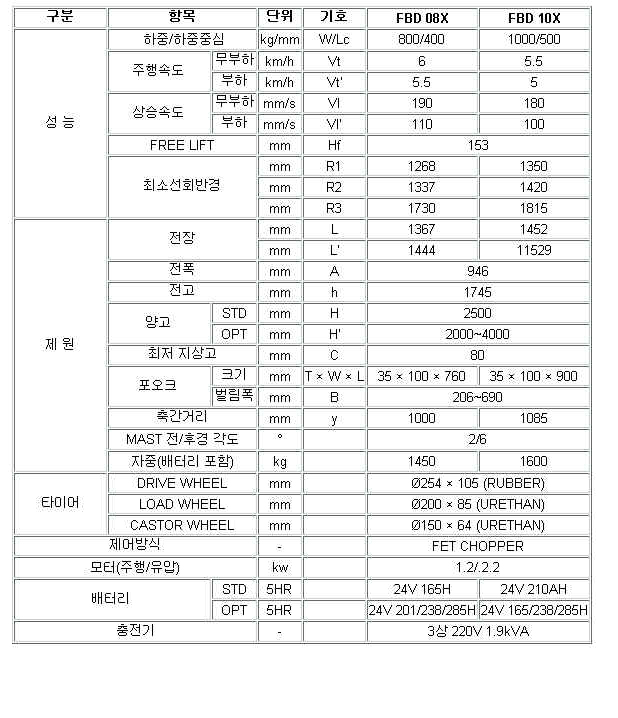 구분 항목 단위 기호 FBD 08X FBD 10X
성 능 하중/하중중심 kg/mm W/Lc 800/400 1000/500
주행속도 무부하 km/h Vt 6 5.5
부하 km/h Vt' 5.5 5
상승속도 무부하 mm/s Vl 190 180
부하 mm/s Vl' 110 100
FREE LIFT mm Hf 153
최소선회반경 mm R1 1268 1350
mm R2 1337 1420
mm R3 1730 1815
제 원 전장 mm L 1367 1452
mm L' 1444 11529
전폭 mm A 946
전고 mm h 1745
양고 STD mm H 2500
OPT mm H' 2000~4000
최저 지상고 mm C 80
포오크 크기 mm T × W × L 35 × 100 × 760 35 × 100 × 900
벌림폭 mm B 206~690
축간거리 mm y 1000 1085
MAST 전/후경 각도 ° 2/6
자중(배터리 포함) kg 1450 1600
타이어 DRIVE WHEEL mm Ø254 × 105 (RUBBER)
LOAD WHEEL mm Ø200 × 85 (URETHAN)
CASTOR WHEEL mm Ø150 × 64 (URETHAN)
제어방식 - FET CHOPPER
모터(주행/유압) kw 1.2/.2.2
배터리 STD 5HR 24V 165H 24V 210AH
OPT 5HR 24V 201/238/285H 24V 165/238/285H
충전기 - 3상 220V 1.9kVA